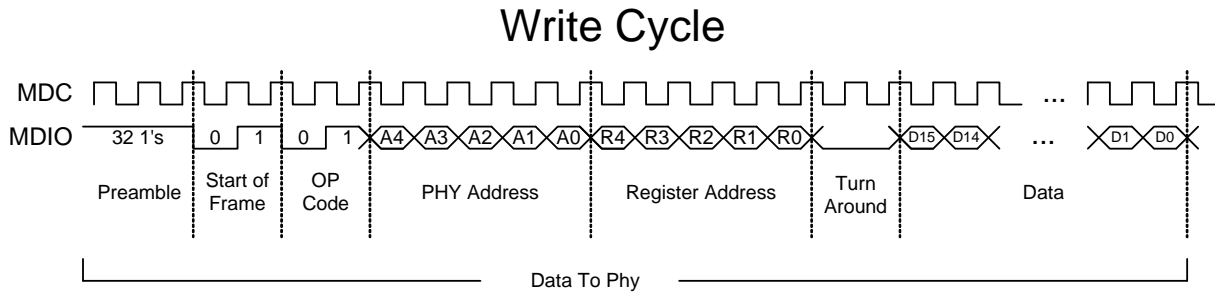 Write Cycle
MDC ...
MDIO 32 1's 0 1 0 1 A4 A3 A2 A1 A0 R4 R3 R2 R1 R0 D15 D14 ... D1 D0
Preamble
Start of
Frame
OP
Code
PHY Address
Register Address
Turn
Around
Data
Data To Phy